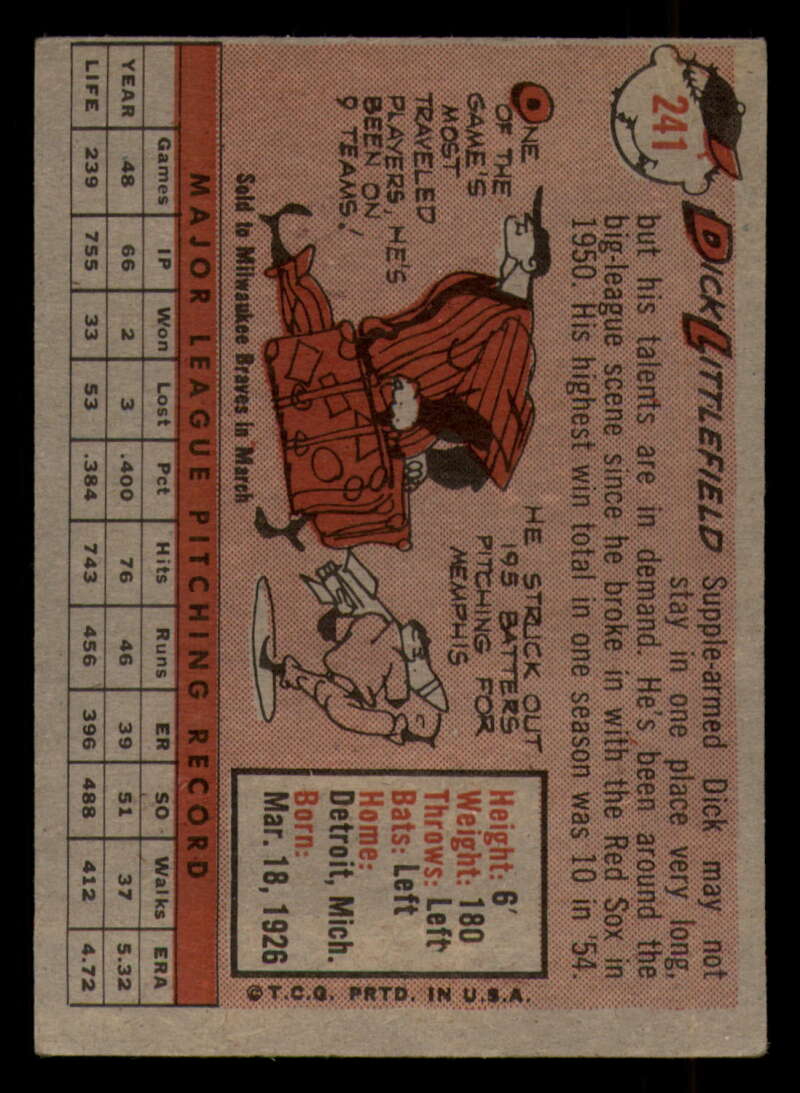 241
DICK LITTLEFIELD Supple-armed Dick may not
stay in one place very long,
but his talents are in demand. He's been around the
big-league scene since he broke in with the Red Sox in
1950. His highest win total in one season was 10 in '54.
ONE
OF THE
GAME'S
MOST
TRAVELED
PLAYERS, HE'S
BEEN ON
9 TEAMS!
HE STRUCK OUT
195 BATTERS
PITCHING FOR
MEMPHIS
Sold to Milwaukee Braves in March
Height: 6'
Weight: 180
Throws: Left
Bats: Left
Home:
Detroit, Mich.
Born:
Mar. 18, 1926
© T.C.G. PRTD. IN U.S.A.
MAJOR LEAGUE PITCHING RECORD
Games IP Won Lost Pct Hits Runs ER SO Walks ERA
YEAR 48 66 2 3 .400 76 46 39 51 37 5.32
LIFE 239 755 33 53 .384 743 456 396 488 412 4.72